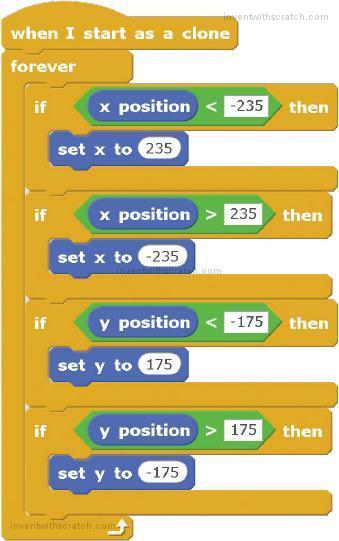 inventwithscratch.com
when I start as a clone
forever
if x position < -235 then
set x to 235
if x position > 235 then
set x to -235
inventwithscratch.com
if y position < -175 then
set y to 175
if y position > 175 then
set y to -175
inventwithscratch.com